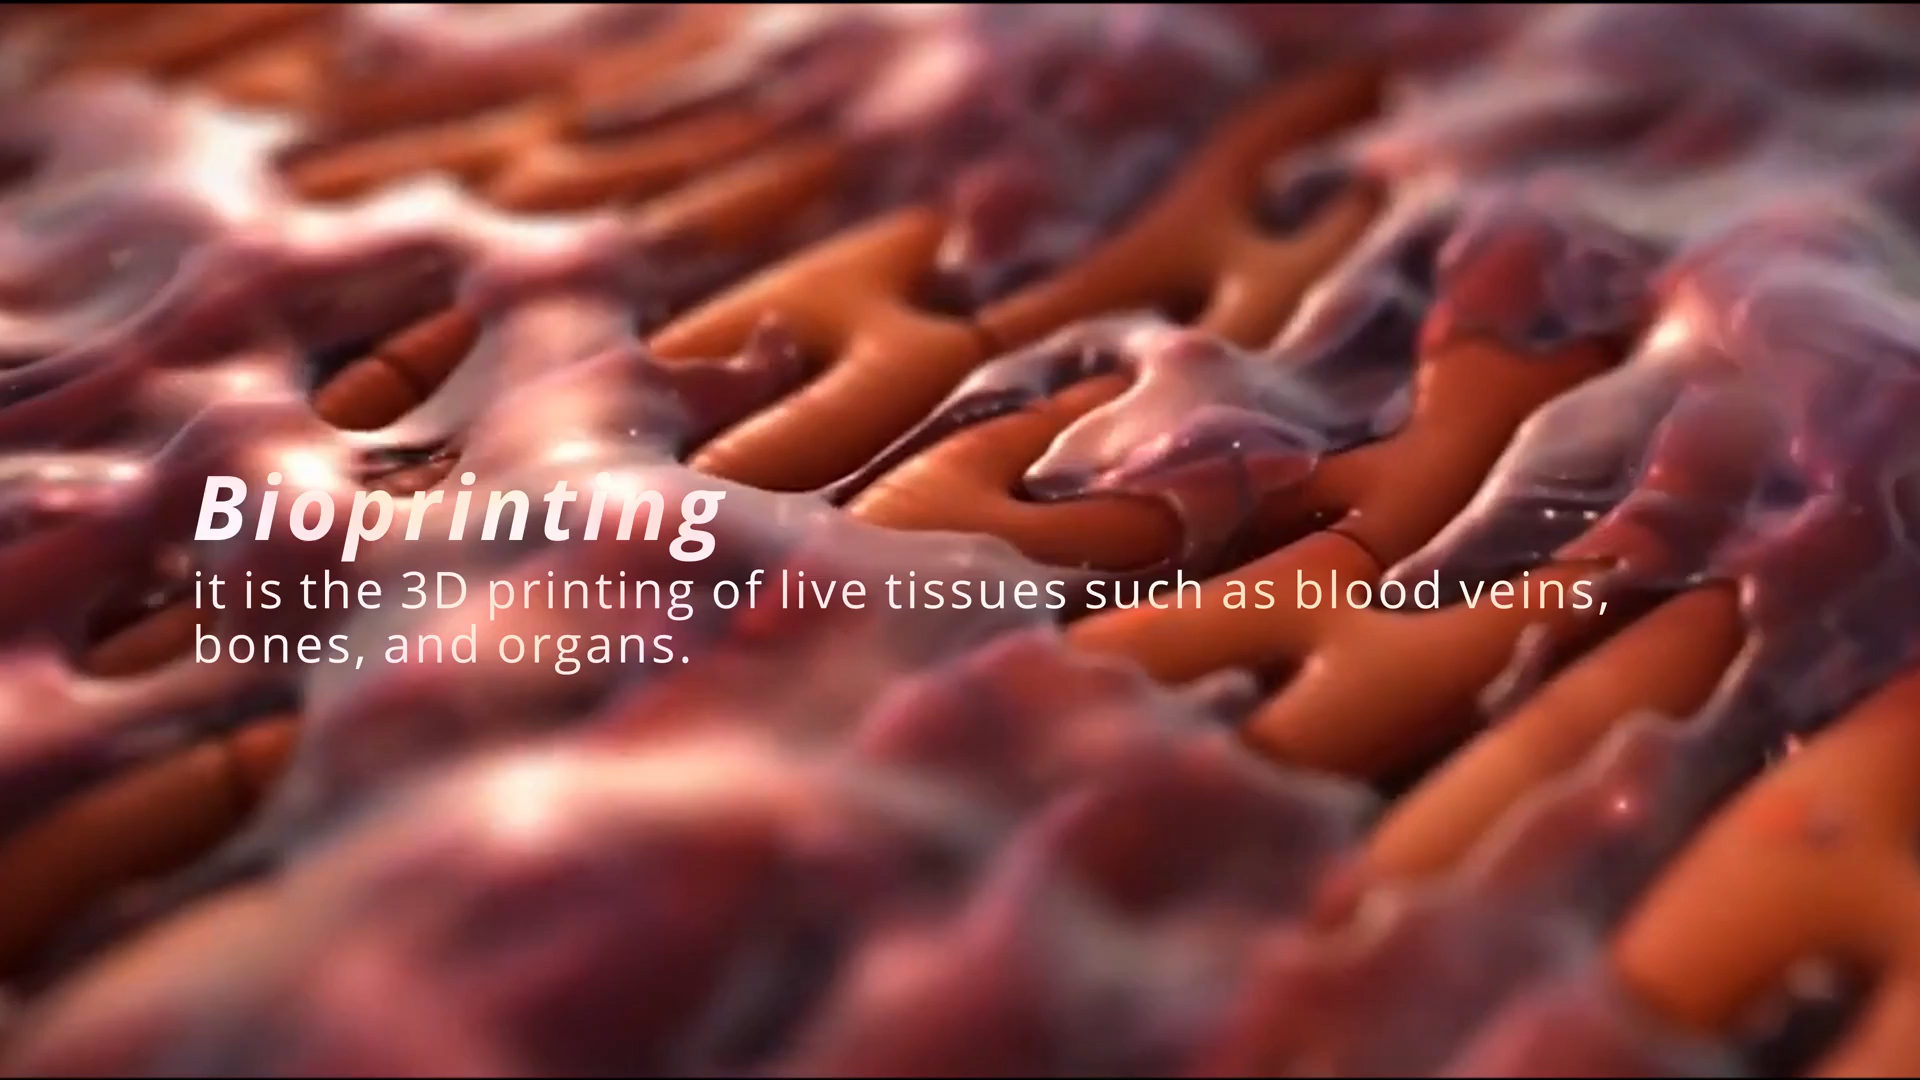 Bioprinting
it is the 3D printing of live tissues such as blood veins,
bones, and organs.